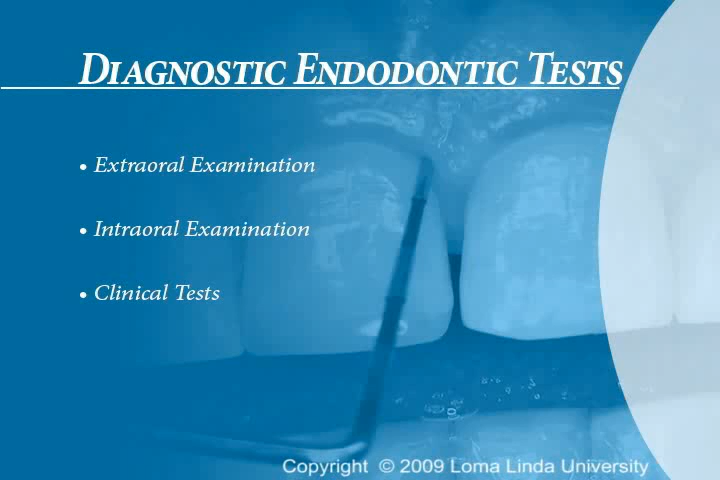 DIAGNOSTIC ENDODONTIC TESTS
• Extraoral Examination
• Intraoral Examination
• Clinical Tests
Copyright © 2009 Loma Linda University